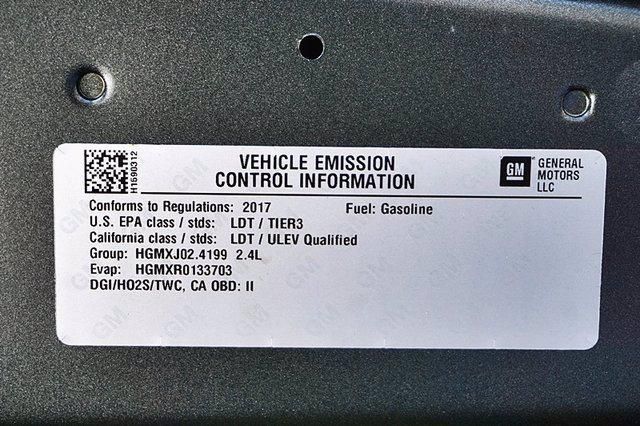 VEHICLE EMISSION
CONTROL INFORMATION
H1690312
GM
GENERAL
MOTORS
LLC
Conforms to Regulations: 2017 Fuel: Gasoline
U.S. EPA class / stds: LDT / TIER3
California class / stds: LDT / ULEV Qualified
Group: HGMXJ02.4199 2.4L
Evap: HGMXR0133703
DGI/HO2S/TWC, CA OBD: II